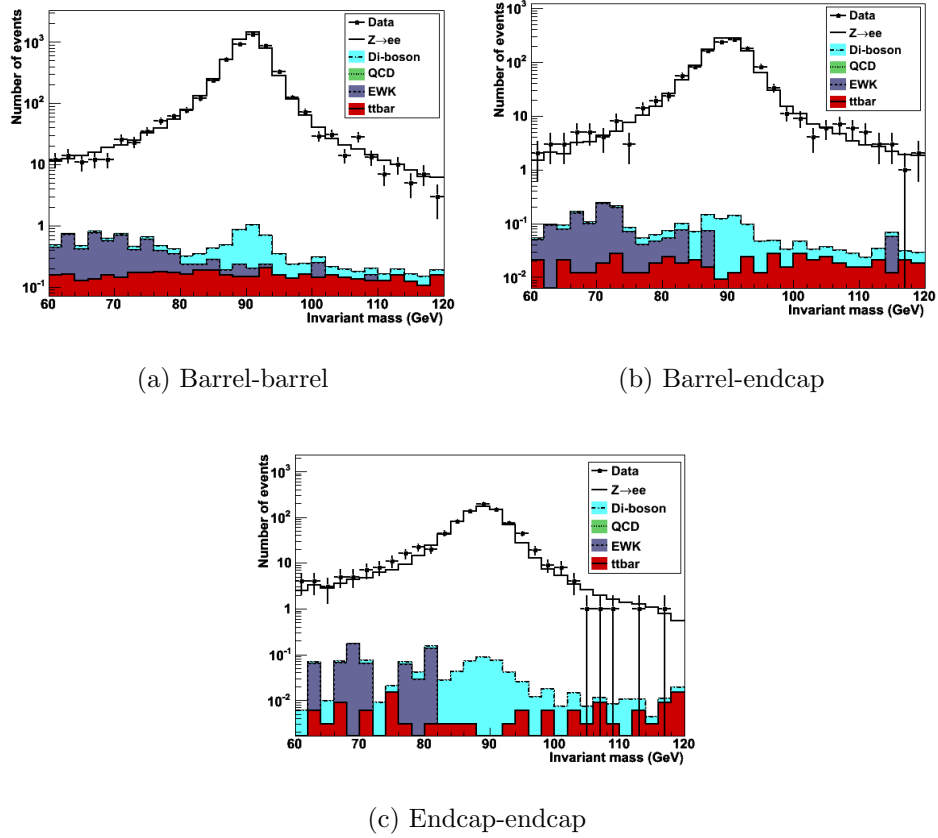 Number of events
10³
10²
10
1
10⁻¹
Data
Z→ee
Di-boson
QCD
EWK
ttbar
60 70 80 90 100 110 120
Invariant mass (GeV)
(a) Barrel-barrel
Number of events
10³
10²
10
1
10⁻¹
10⁻²
Data
Z→ee
Di-boson
QCD
EWK
ttbar
60 70 80 90 100 110 120
Invariant mass (GeV)
(b) Barrel-endcap
Number of events
10³
10²
10
1
10⁻¹
10⁻²
Data
Z→ee
Di-boson
QCD
EWK
ttbar
60 70 80 90 100 110 120
Invariant mass (GeV)
(c) Endcap-endcap